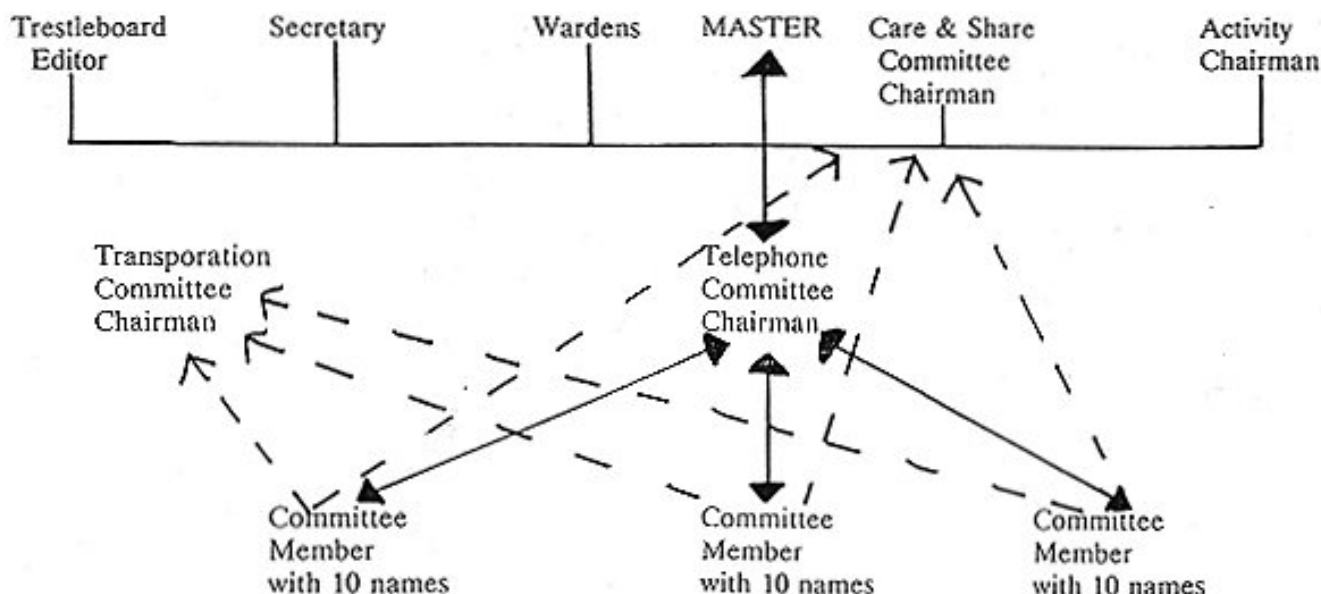 Trestleboard
Editor
Secretary
Wardens
MASTER
Care & Share
Committee
Chairman
Activity
Chairman
Transporation
Committee
Chairman
Telephone
Committee
Chairman
Committee
Member
with 10 names
Committee
Member
with 10 names
Committee
Member
with 10 names